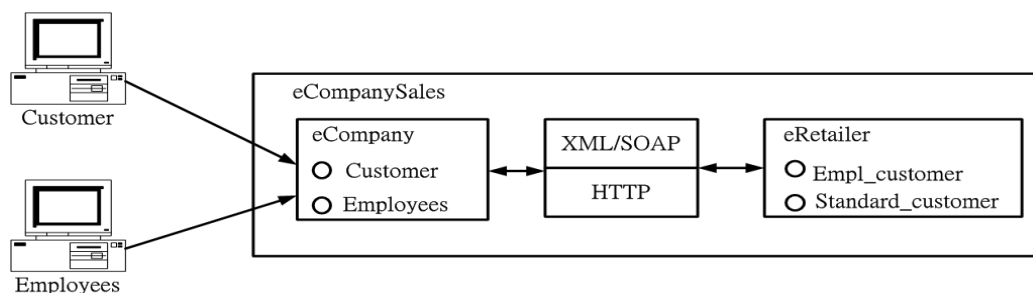 Customer
Employees
eCompanySales
eCompany
Customer
Employees
XML/SOAP
HTTP
eRetailer
Empl_customer
Standard_customer